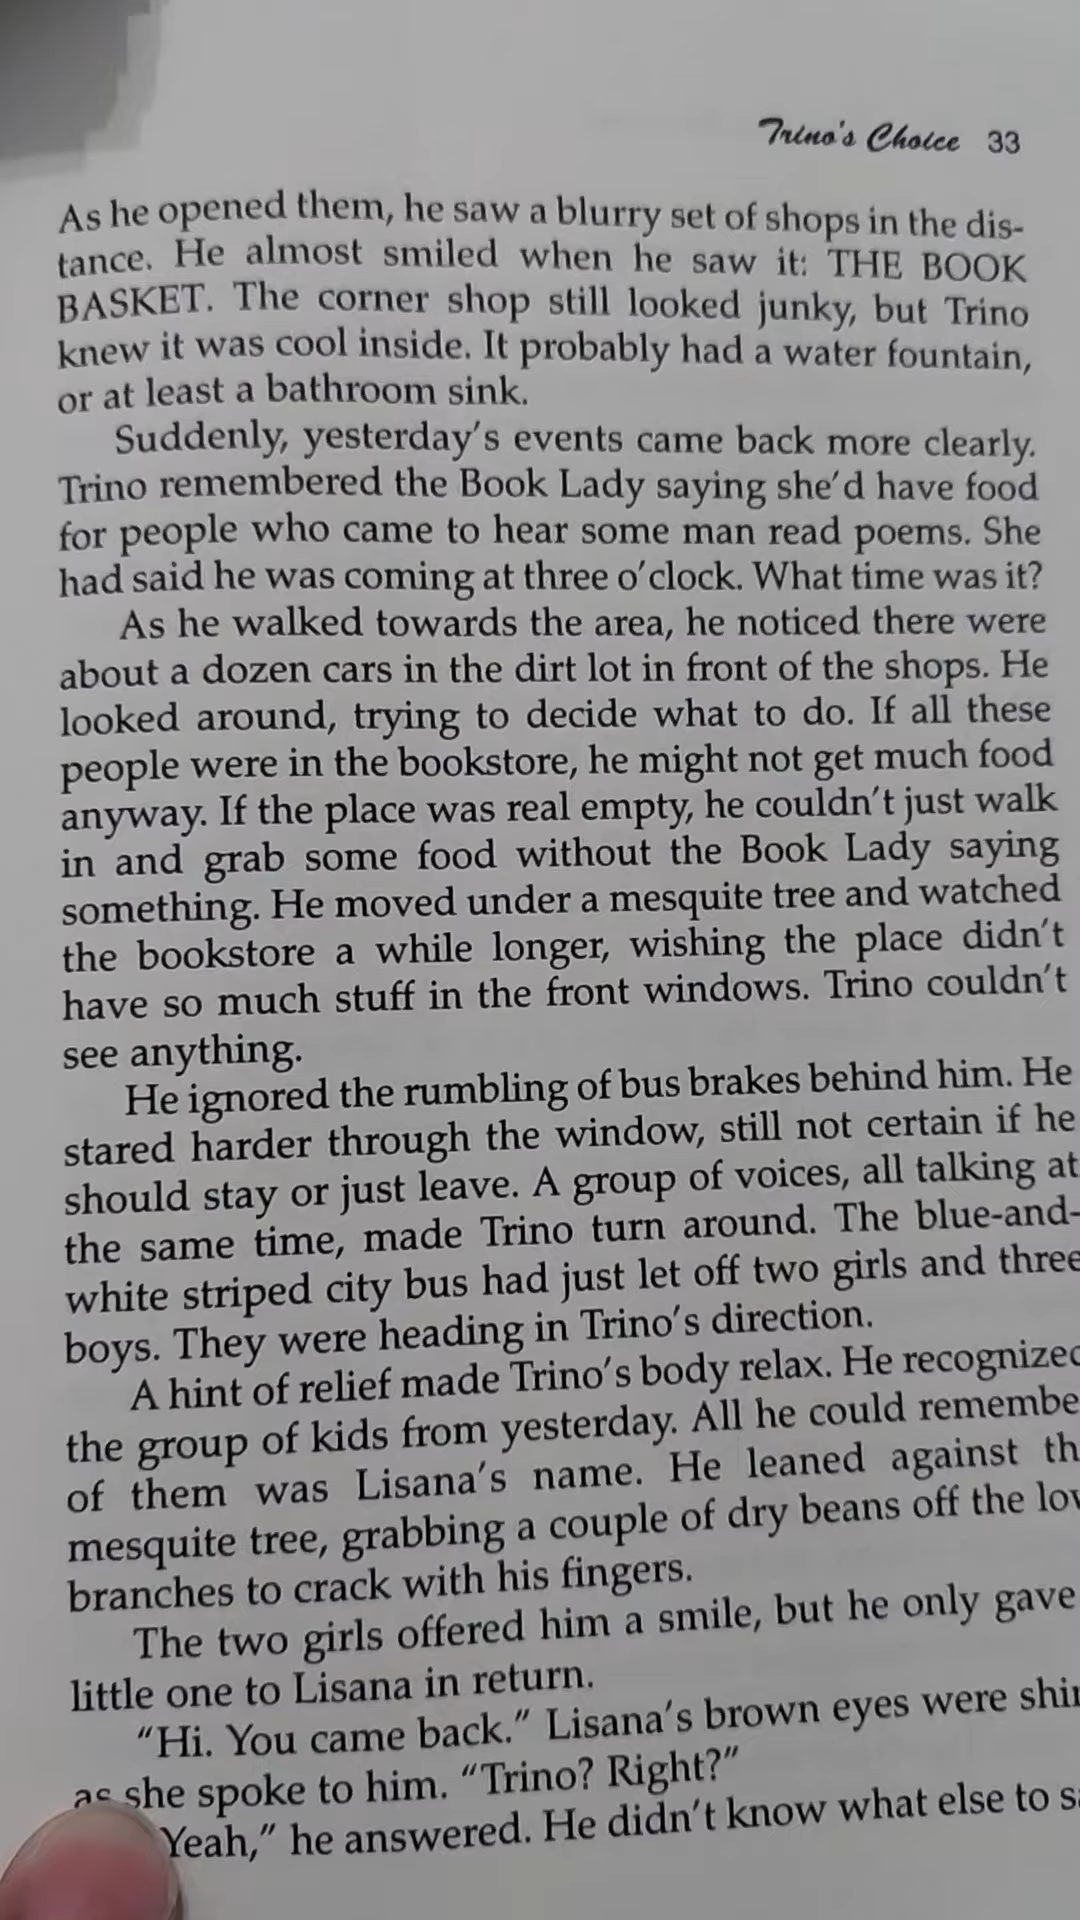 Trino's Choice 33
As he opened them, he saw a blurry set of shops in the dis-
tance. He almost smiled when he saw it: THE BOOK
BASKET. The corner shop still looked junky, but Trino
knew it was cool inside. It probably had a water fountain,
or at least a bathroom sink.
Suddenly, yesterday's events came back more clearly.
Trino remembered the Book Lady saying she'd have food
for people who came to hear some man read poems. She
had said he was coming at three o'clock. What time was it?
As he walked towards the area, he noticed there were
about a dozen cars in the dirt lot in front of the shops. He
looked around, trying to decide what to do. If all these
people were in the bookstore, he might not get much food
anyway. If the place was real empty, he couldn't just walk
in and grab some food without the Book Lady saying
something. He moved under a mesquite tree and watched
the bookstore a while longer, wishing the place didn't
have so much stuff in the front windows. Trino couldn't
see anything.
He ignored the rumbling of bus brakes behind him. He
stared harder through the window, still not certain if he
should stay or just leave. A group of voices, all talking at
the same time, made Trino turn around. The blue-and-
white striped city bus had just let off two girls and three
boys. They were heading in Trino's direction.
A hint of relief made Trino's body relax. He recognized
the group of kids from yesterday. All he could remembe
of them was Lisana's name. He leaned against th
mesquite tree, grabbing a couple of dry beans off the lov
branches to crack with his fingers.
The two girls offered him a smile, but he only gave
little one to Lisana in return.
"Hi. You came back." Lisana's brown eyes were shin
as she spoke to him. "Trino? Right?"
Yeah," he answered. He didn't know what else to sa